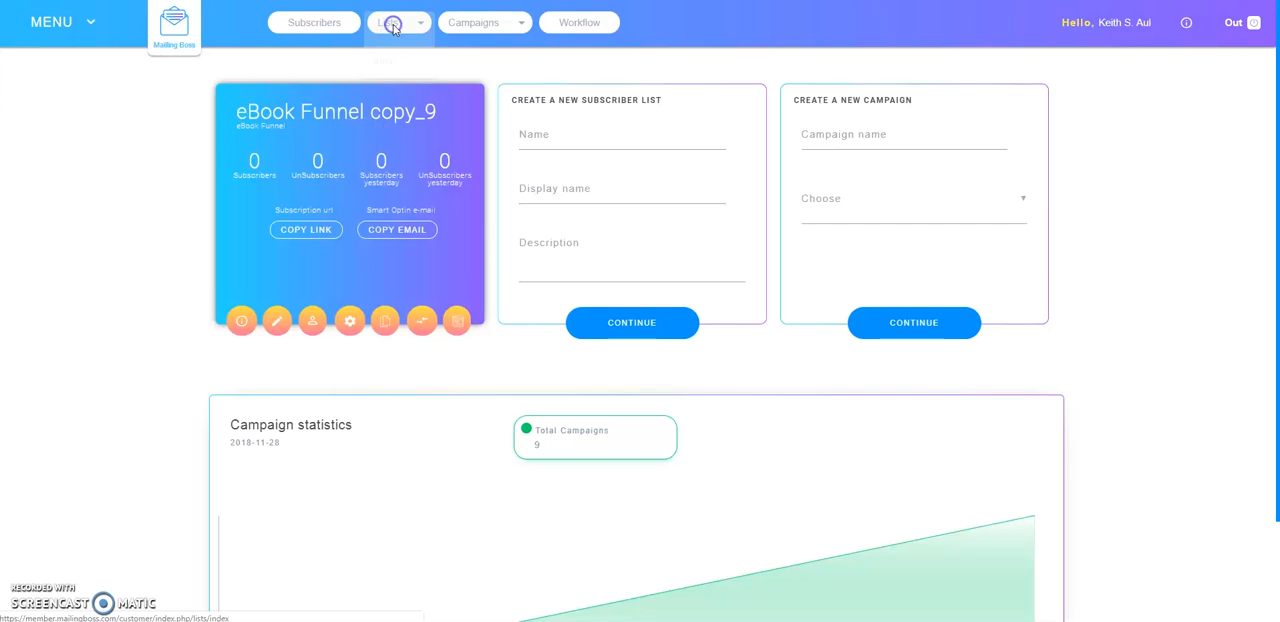 MENU
Mailing Boss
Subscribers
Lists
Campaigns
Workflow
Hello, Keith S. Aul
Out
eBook Funnel copy_9
eBook Funnel
0 0 0 0
Subscribers UnSubscribers Subscribers yesterday UnSubscribers yesterday
Subscription url Smart Optin e-mail
COPY LINK COPY EMAIL
CREATE A NEW SUBSCRIBER LIST
Name
Display name
Description
CONTINUE
CREATE A NEW CAMPAIGN
Campaign name
Choose
CONTINUE
Campaign statistics
2018-11-28
Total Campaigns
9
RECORDED WITH
SCREENCAST MATIC
https://member.mailingboss.com/customer/index.php/lists/index